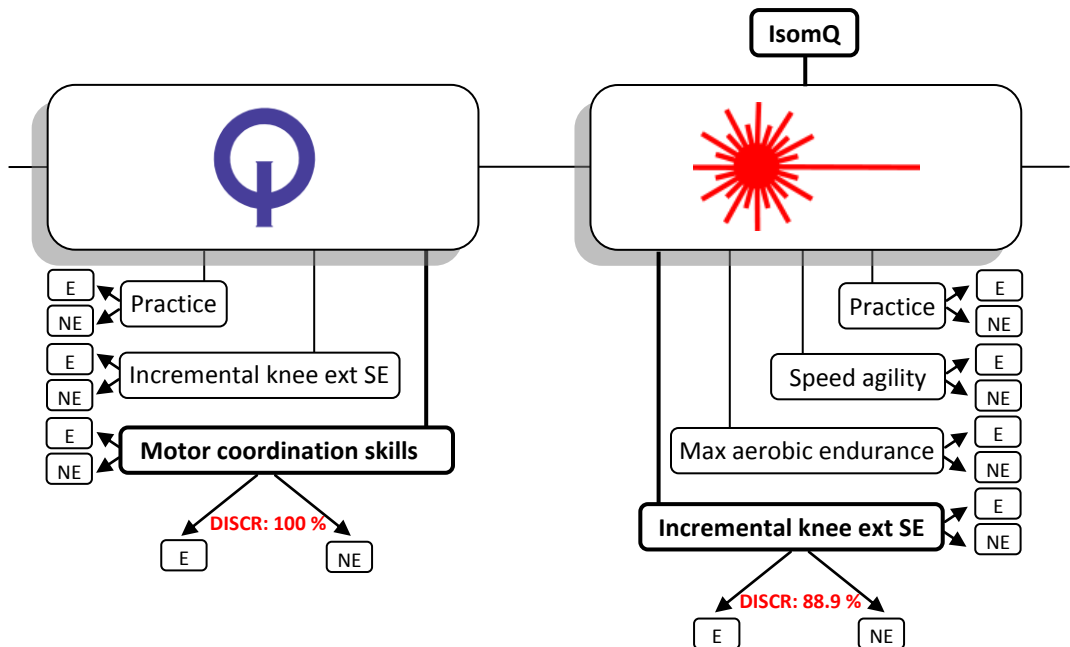 IsomQ
E
Practice
NE
E
Incremental knee ext SE
NE
E
Motor coordination skills
NE
DISCR: 100 %
E
NE
E
Practice
NE
E
Speed agility
NE
E
Max aerobic endurance
NE
E
Incremental knee ext SE
NE
DISCR: 88.9 %
E
NE